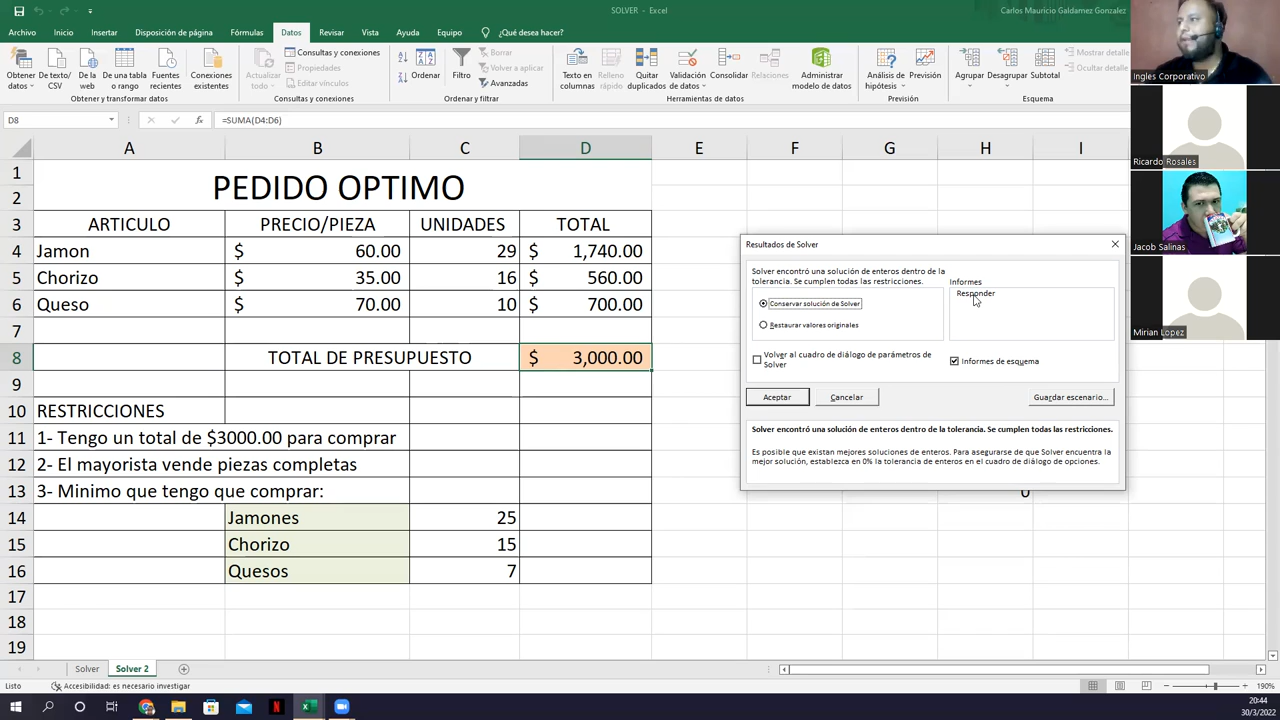 SOLVER - Excel
Carlos Mauricio Galdamez Gonzalez
Archivo
Inicio
Insertar
Disposición de página
Fórmulas
Datos
Revisar
Vista
Ayuda
Equipo
¿Qué desea hacer?
Obtener datos
De texto/CSV
De la web
De una tabla o rango
Fuentes recientes
Conexiones existentes
Obtener y transformar datos
Actualizar todo
Consultas y conexiones
Propiedades
Editar vínculos
Consultas y conexiones
Ordenar
Filtro
Borrar
Volver a aplicar
Avanzadas
Ordenar y filtrar
Texto en columnas
Relleno rápido
Quitar duplicados
Validación de datos
Consolidar
Relaciones
Administrar modelo de datos
Herramientas de datos
Análisis de hipótesis
Previsión
Previsión
Agrupar
Desagrupar
Subtotal
Mostrar detalle
Ocultar detalle
Esquema
D8
fx
=SUMA(D4:D6)
A B C D E F G H I
1 PEDIDO OPTIMO
2
3 ARTICULO PRECIO/PIEZA UNIDADES TOTAL
4 Jamon $ 60.00 29 $ 1,740.00
5 Chorizo $ 35.00 16 $ 560.00
6 Queso $ 70.00 10 $ 700.00
7
8 TOTAL DE PRESUPUESTO $ 3,000.00
9
10 RESTRICCIONES
11 1- Tengo un total de $3000.00 para comprar
12 2- El mayorista vende piezas completas
13 3- Minimo que tengo que comprar:
14 Jamones 25
15 Chorizo 15
16 Quesos 7
17
18
19
Resultados de Solver
Solver encontró una solución de enteros dentro de la
tolerancia. Se cumplen todas las restricciones.
Conservar solución de Solver
Restaurar valores originales
Informes
Responder
Volver al cuadro de diálogo de parámetros de
Solver
Informes de esquema
Aceptar
Cancelar
Guardar escenario...
Solver encontró una solución de enteros dentro de la tolerancia. Se cumplen todas las restricciones.
Es posible que existan mejores soluciones de enteros. Para asegurarse de que Solver encuentra la
mejor solución, establezca en 0% la tolerancia de enteros en el cuadro de diálogo de opciones.
Ingles Corporativo
Ricardo Rosales
Jacob Salinas
Mirian Lopez
Solver
Solver 2
Listo
Accesibilidad: es necesario investigar
190%
20:44
30/3/2022